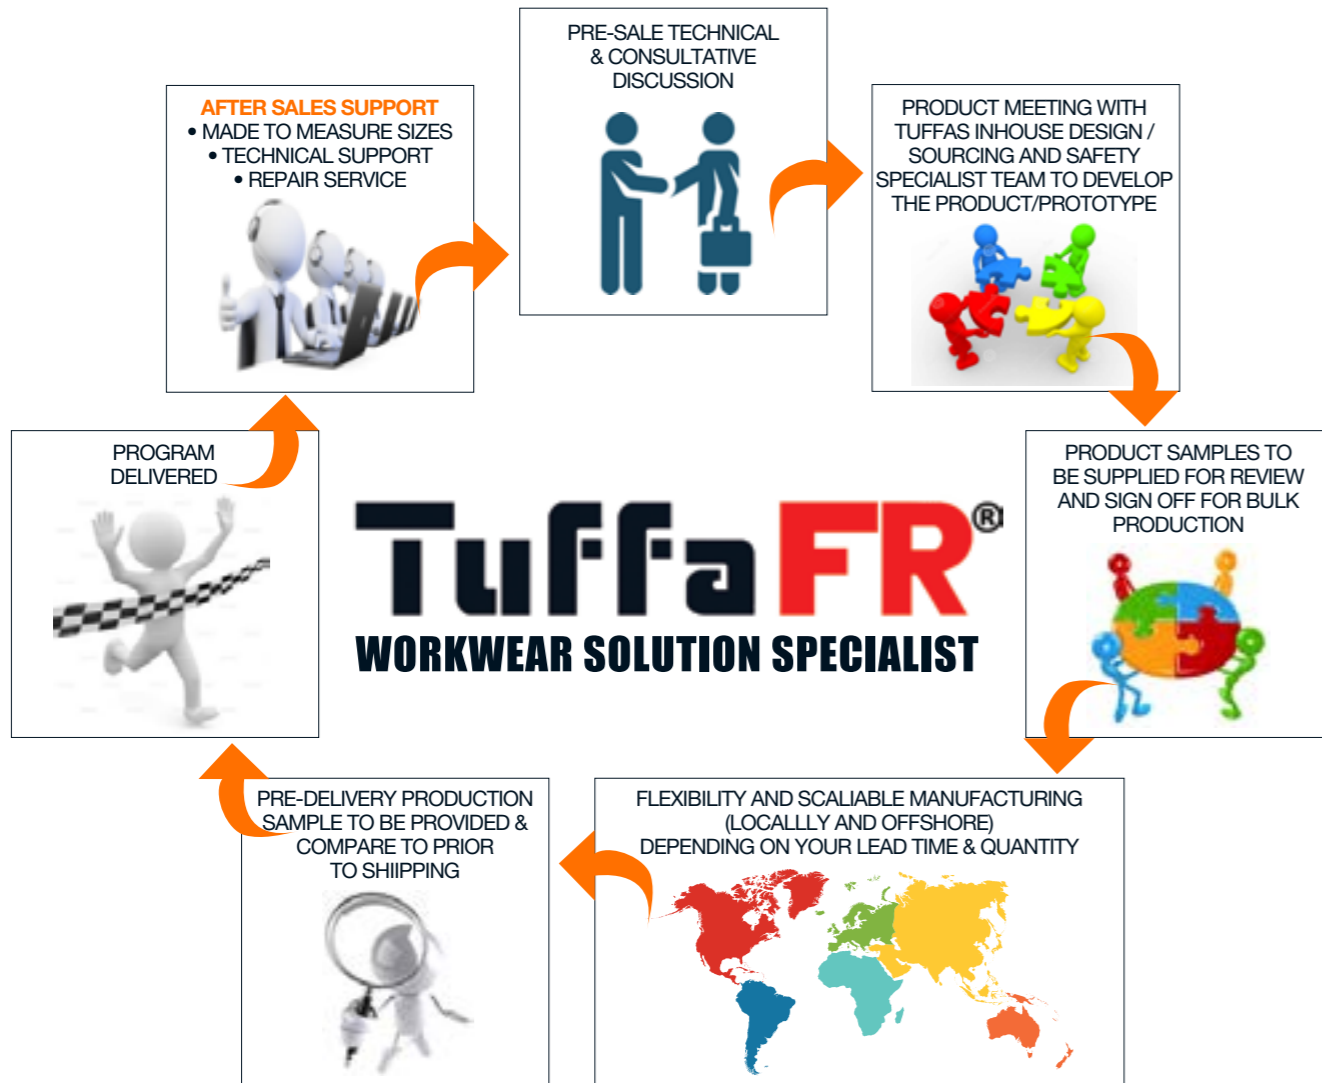 PRE-SALE TECHNICAL
& CONSULTATIVE
DISCUSSION
PRODUCT MEETING WITH
TUFFAS INHOUSE DESIGN /
SOURCING AND SAFETY
SPECIALIST TEAM TO DEVELOP
THE PRODUCT/PROTOTYPE
PRODUCT SAMPLES TO
BE SUPPLIED FOR REVIEW
AND SIGN OFF FOR BULK
PRODUCTION
FLEXIBILITY AND SCALIABLE MANUFACTURING
(LOCALLLY AND OFFSHORE)
DEPENDING ON YOUR LEAD TIME & QUANTITY
PRE-DELIVERY PRODUCTION
SAMPLE TO BE PROVIDED &
COMPARE TO PRIOR
TO SHIIPPING
PROGRAM
DELIVERED
AFTER SALES SUPPORT
• MADE TO MEASURE SIZES
• TECHNICAL SUPPORT
• REPAIR SERVICE
TuffaFR®
WORKWEAR SOLUTION SPECIALIST